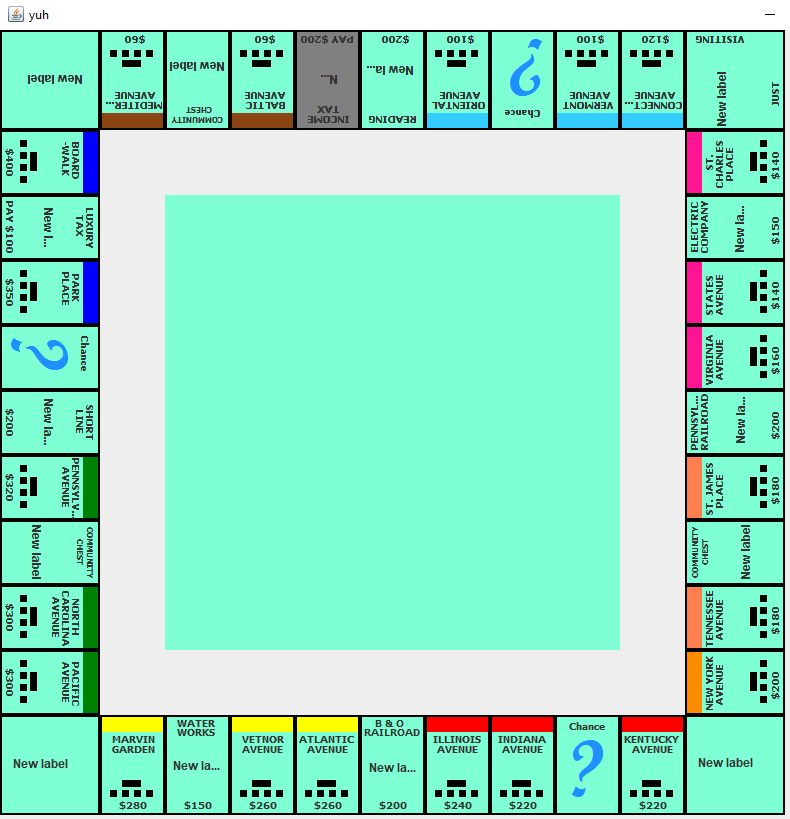 yuh
New label
MEDITER...
AVENUE
$60
COMMUNITY
CHEST
New label
BALTIC
AVENUE
$60
INCOME
TAX
N...
PAY $200
READING
New la...
$200
ORIENTAL
AVENUE
$100
Chance
?
VERMONT
AVENUE
$100
CONNECT...
AVENUE
$120
JUST
New label
VISITING
BOARD
-WALK
$400
ST.
CHARLES
PLACE
$140
LUXURY
TAX
New l...
PAY $100
ELECTRIC
COMPANY
New la...
$150
PARK
PLACE
$350
STATES
AVENUE
$140
Chance
?
VIRGINIA
AVENUE
$160
SHORT
LINE
New la...
$200
PENNSYL...
RAILROAD
New la...
$200
PENNSYLV...
AVENUE
$320
ST. JAMES
PLACE
$180
COMMUNITY
CHEST
New label
COMMUNITY
CHEST
New label
NORTH
CAROLINA
AVENUE
$300
TENNESSEE
AVENUE
$180
PACIFIC
AVENUE
$300
NEW YORK
AVENUE
$200
New label
MARVIN
GARDEN
$280
WATER
WORKS
New la...
$150
VETNOR
AVENUE
$260
ATLANTIC
AVENUE
$260
B & O
RAILROAD
New la...
$200
ILLINOIS
AVENUE
$240
INDIANA
AVENUE
$220
Chance
?
KENTUCKY
AVENUE
$220
New label